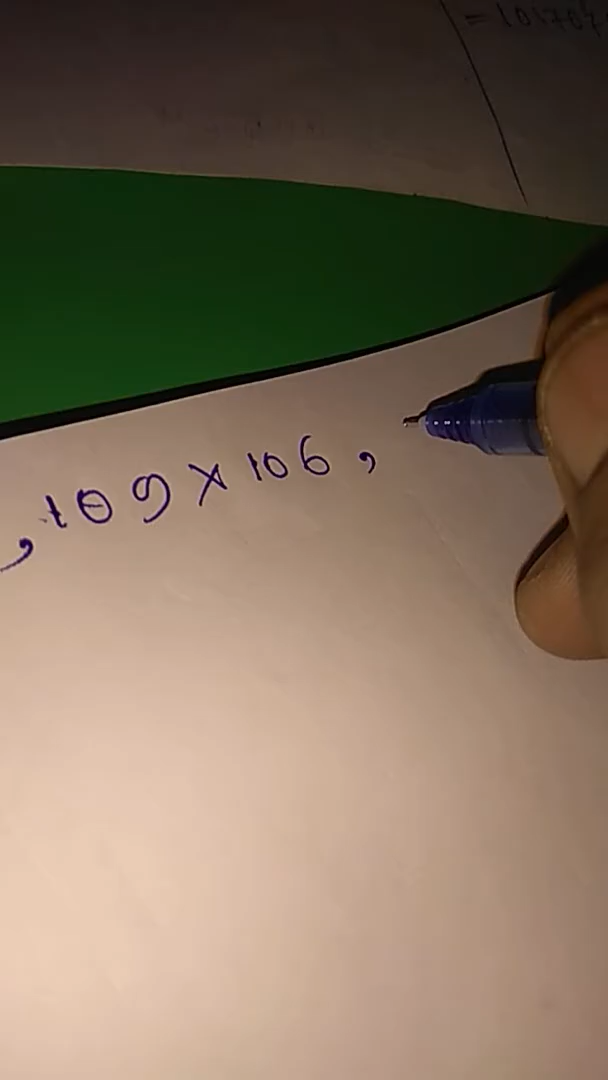 , 109 × 106 ,